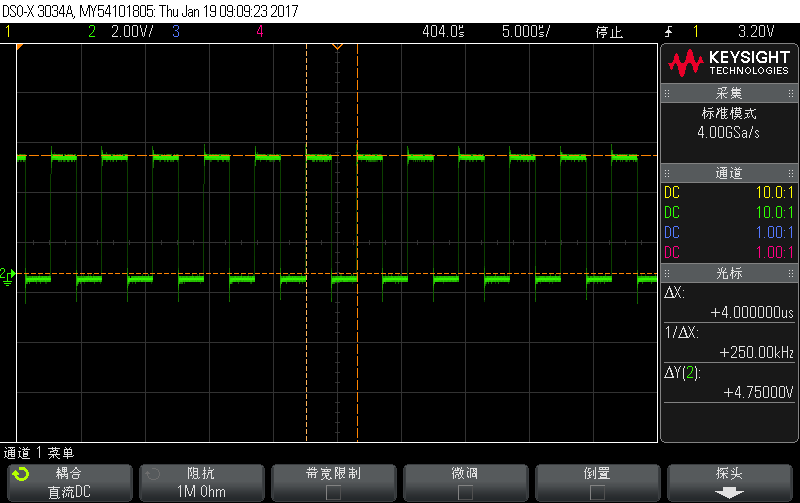 DSO-X 3034A, MY54101805: Thu Jan 19 09:09:23 2017
1 2 2.00V/ 3 4 404.0s 5.000s/ 停止 1 3.20V
KEYSIGHT
TECHNOLOGIES
采集
标准模式
4.00GSa/s
通道
DC 10.0:1
DC 10.0:1
DC 1.00:1
DC 1.00:1
光标
ΔX:
+4.000000us
1/ΔX:
+250.00kHz
ΔY(2):
+4.75000V
2
通道 1 菜单
耦合
直流DC
阻抗
1M Ohm
带宽限制
微调
倒置
探头